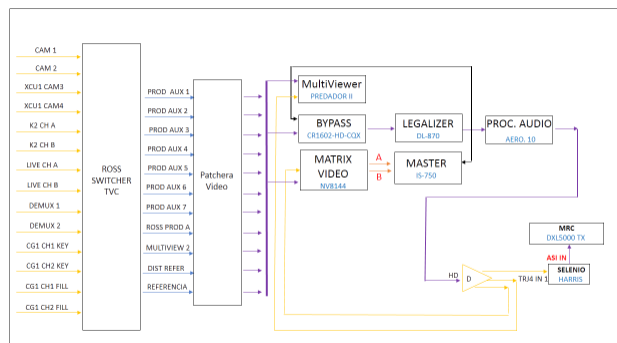 CAM 1
CAM 2
XCU1 CAM3
XCU1 CAM4
K2 CH A
K2 CH B
LIVE CH A
LIVE CH B
DEMUX 1
DEMUX 2
CG1 CH1 KEY
CG1 CH2 KEY
CG1 CH1 FILL
CG1 CH2 FILL
ROSS
SWITCHER
TVC
PROD AUX 1
PROD AUX 2
PROD AUX 3
PROD AUX 4
PROD AUX 5
PROD AUX 6
PROD AUX 7
ROSS PROD A
MULTIVIEW 2
DIST REFER
REFERENCIA
Patchera
Video
MultiViewer
PREDADOR II
BYPASS
CR1602-HD-CQX
LEGALIZER
DL-870
PROC. AUDIO
AERO. 10
MATRIX
VIDEO
NV8144
A
B
MASTER
IS-750
MRC
DXL5000 TX
ASI IN
SELENIO
HARRIS
HD
D
TRJ4 IN 1